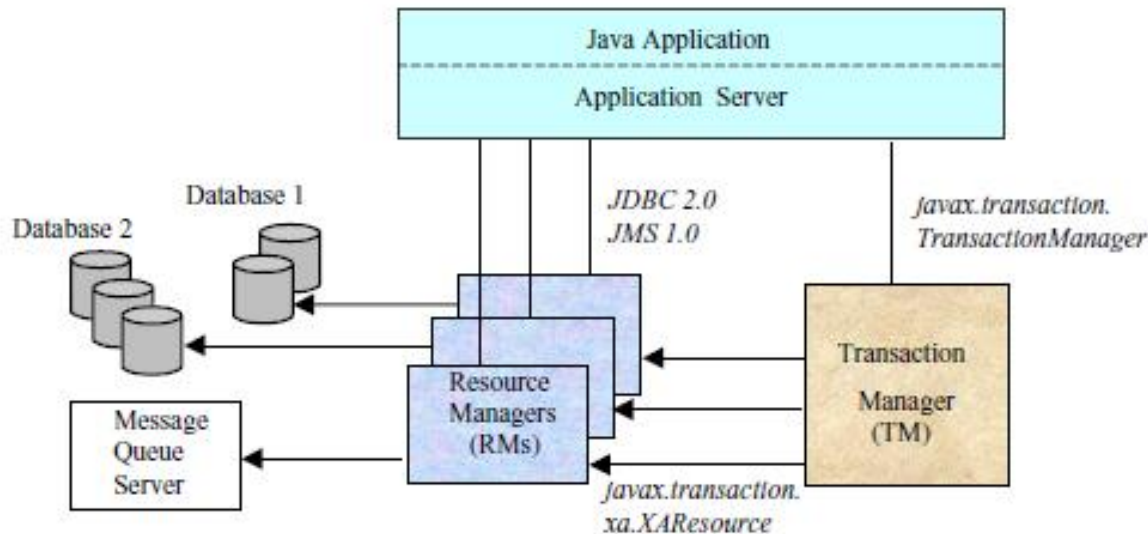 Java Application
Application Server
Database 1
Database 2
JDBC 2.0
JMS 1.0
javax.transaction.
TransactionManager
Resource
Managers
(RMs)
Transaction
Manager
(TM)
Message
Queue
Server
javax.transaction.
xa.XAResource